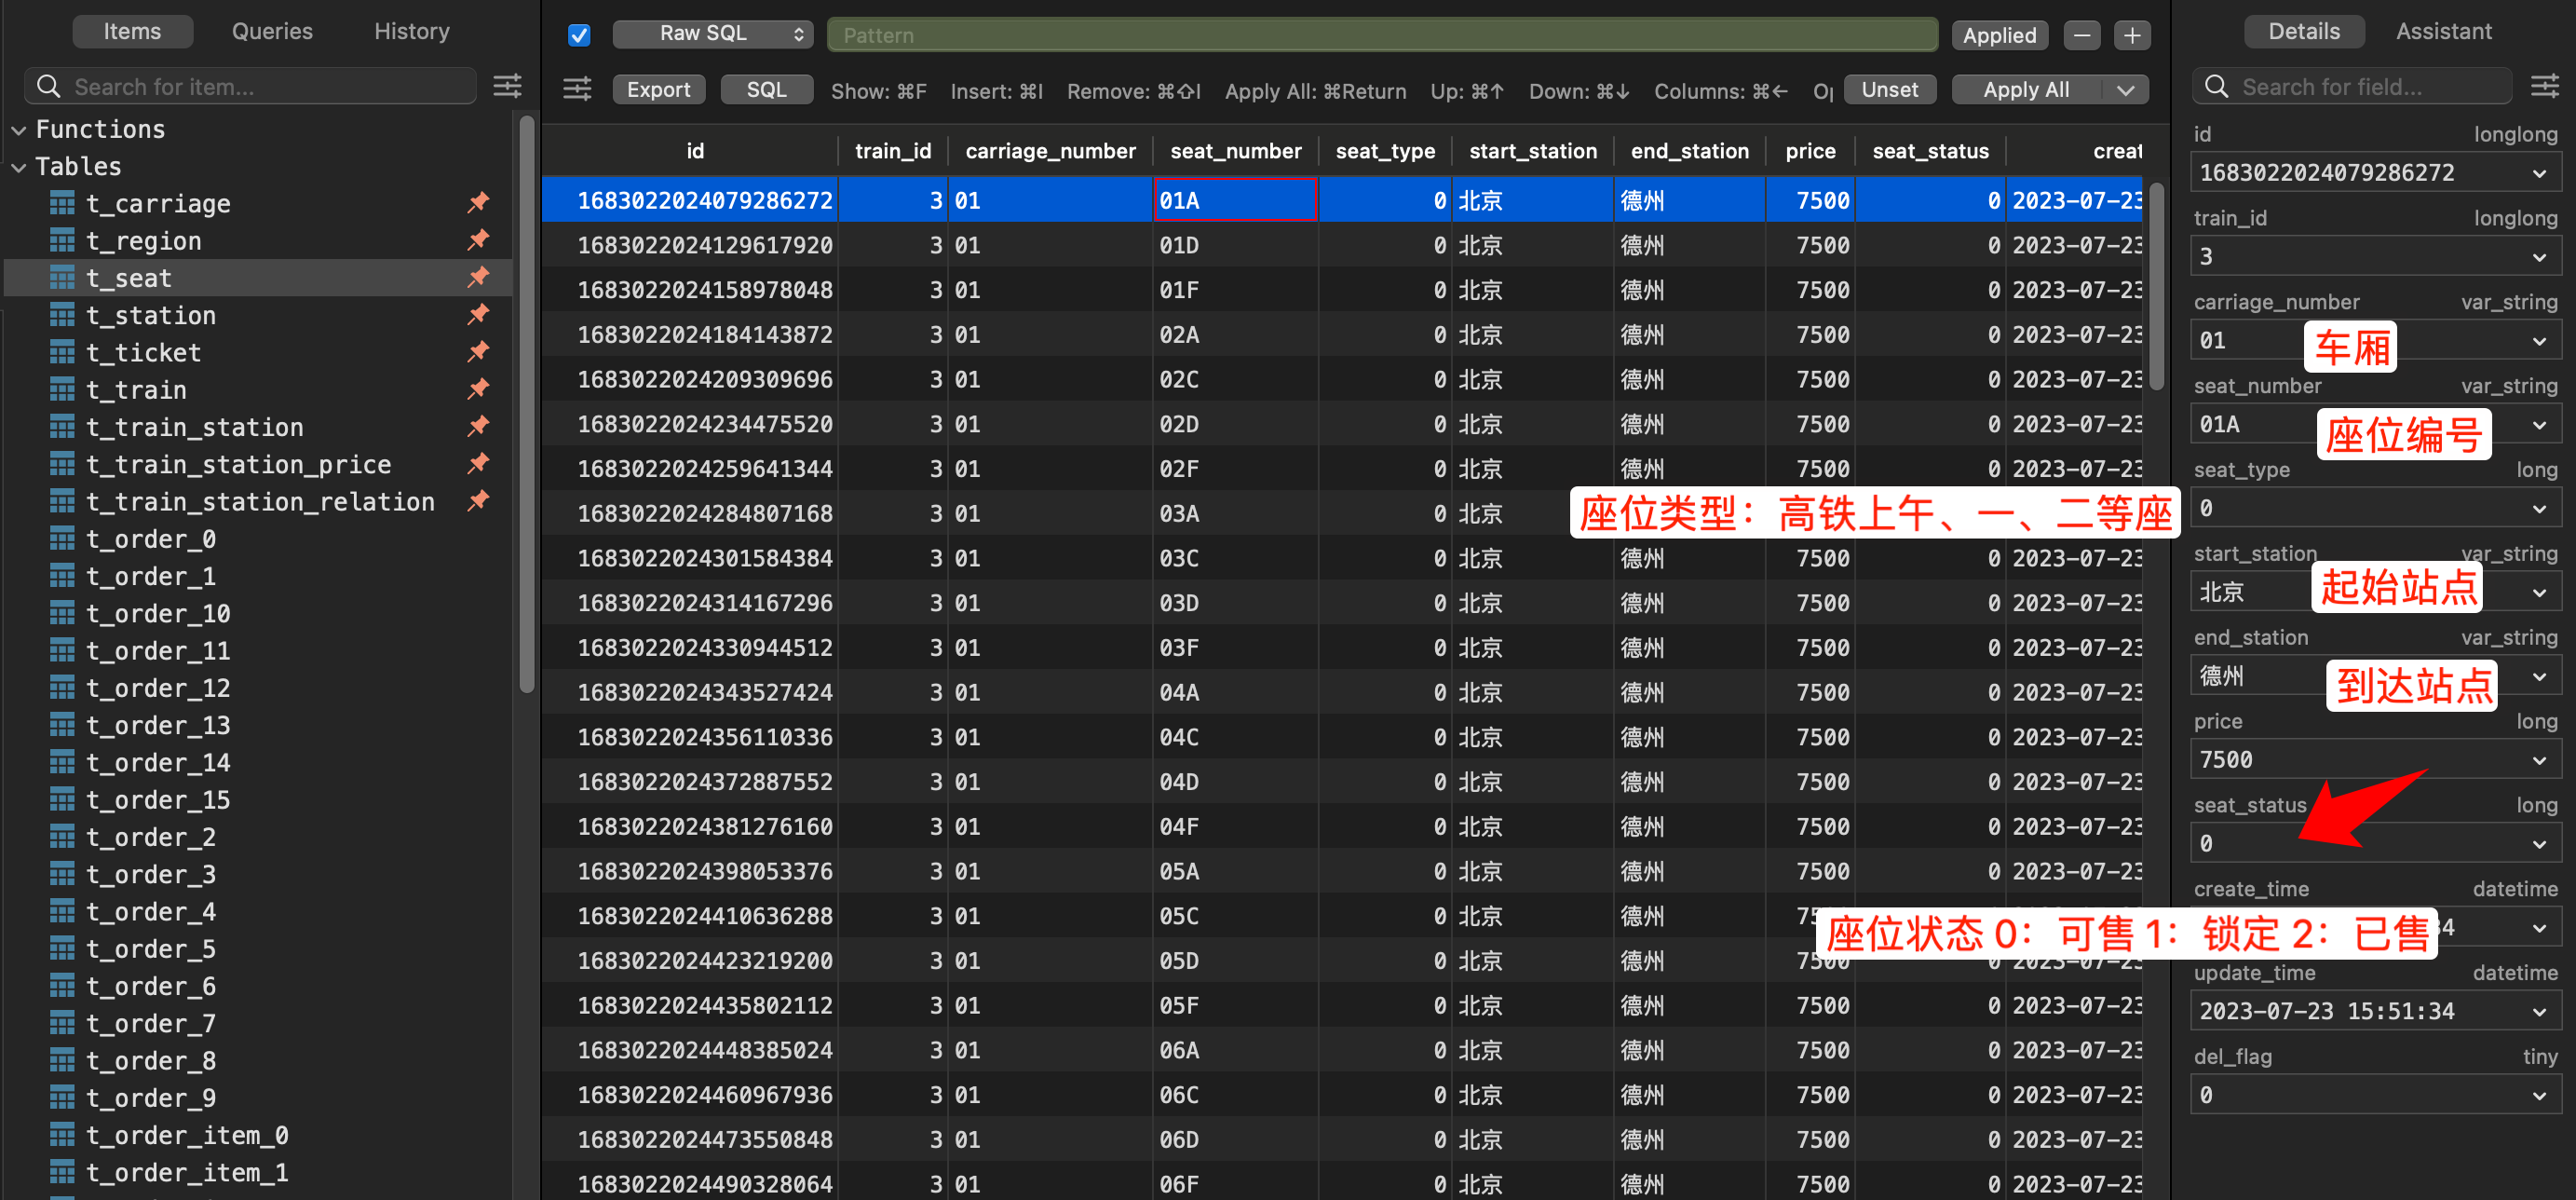 Items Queries History
Search for item...
Functions
Tables
t_carriage
t_region
t_seat
t_station
t_ticket
t_train
t_train_station
t_train_station_price
t_train_station_relation
t_order_0
t_order_1
t_order_10
t_order_11
t_order_12
t_order_13
t_order_14
t_order_15
t_order_2
t_order_3
t_order_4
t_order_5
t_order_6
t_order_7
t_order_8
t_order_9
t_order_item_0
t_order_item_1
Raw SQL Pattern Applied
Export SQL Show: ⌘F Insert: ⌘I Remove: ⌘⇧I Apply All: ⌘Return Up: ⌘↑ Down: ⌘↓ Columns: ⌘← Unset Apply All
id train_id carriage_number seat_number seat_type start_station end_station price seat_status creat
1683022024079286272 3 01 01A 0 北京 德州 7500 0 2023-07-23
1683022024129617920 3 01 01D 0 北京 德州 7500 0 2023-07-23
1683022024158978048 3 01 01F 0 北京 德州 7500 0 2023-07-23
1683022024184143872 3 01 02A 0 北京 德州 7500 0 2023-07-23
1683022024209309696 3 01 02C 0 北京 德州 7500 0 2023-07-23
1683022024234475520 3 01 02D 0 北京 德州 7500 0 2023-07-23
1683022024259641344 3 01 02F 0 北京 德州 7500 0 2023-07-23
1683022024284807168 3 01 03A 0 北京
座位类型：高铁上午、一、二等座
1683022024301584384 3 01 03C 0 北京 德州 7500 0 2023-07-23
1683022024314167296 3 01 03D 0 北京 德州 7500 0 2023-07-23
1683022024330944512 3 01 03F 0 北京 德州 7500 0 2023-07-23
1683022024343527424 3 01 04A 0 北京 德州 7500 0 2023-07-23
1683022024356110336 3 01 04C 0 北京 德州 7500 0 2023-07-23
1683022024372887552 3 01 04D 0 北京 德州 7500 0 2023-07-23
1683022024381276160 3 01 04F 0 北京 德州 7500 0 2023-07-23
1683022024398053376 3 01 05A 0 北京 德州 7500 0 2023-07-23
1683022024410636288 3 01 05C 0 北京 德州
座位状态 0：可售 1：锁定 2：已售
1683022024423219200 3 01 05D 0 北京 德州 7500 0 2023-07-23
1683022024435802112 3 01 05F 0 北京 德州 7500 0 2023-07-23
1683022024448385024 3 01 06A 0 北京 德州 7500 0 2023-07-23
1683022024460967936 3 01 06C 0 北京 德州 7500 0 2023-07-23
1683022024473550848 3 01 06D 0 北京 德州 7500 0 2023-07-23
1683022024490328064 3 01 06F 0 北京 德州 7500 0 2023-07-23
Details Assistant
Search for field...
id longlong
1683022024079286272
train_id longlong
3
carriage_number var_string
01 车厢
seat_number var_string
01A 座位编号
seat_type long
0
start_station var_string
北京 起始站点
end_station var_string
德州 到达站点
price long
7500
seat_status long
0
create_time datetime
update_time datetime
2023-07-23 15:51:34
del_flag tiny
0